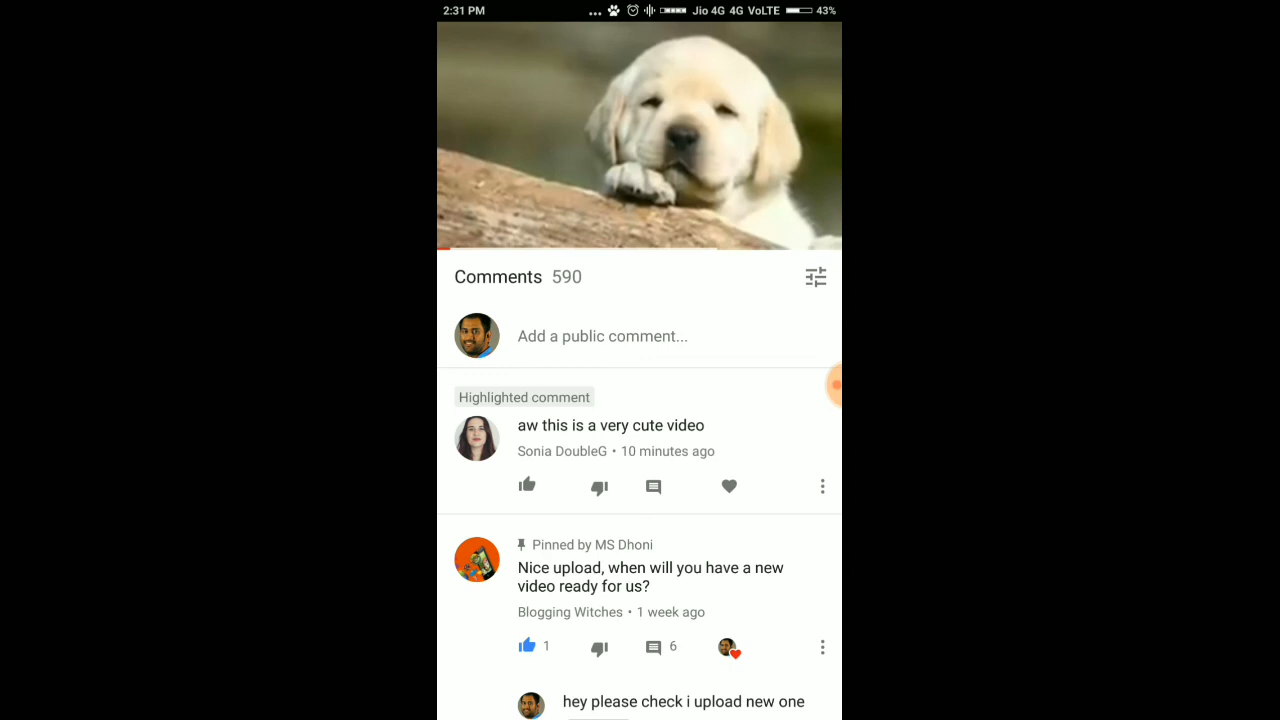 2:31 PM ... Jio 4G 4G VoLTE 43%
Comments 590
Add a public comment...
Highlighted comment
aw this is a very cute video
Sonia DoubleG • 10 minutes ago
Pinned by MS Dhoni
Nice upload, when will you have a new
video ready for us?
Blogging Witches • 1 week ago
1 6
hey please check i upload new one